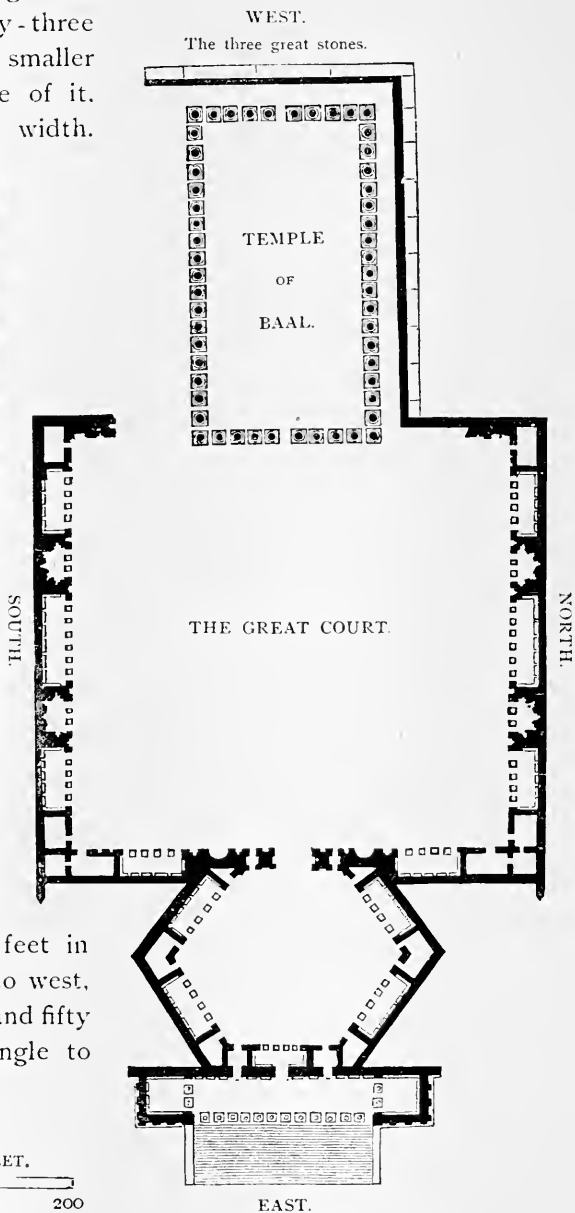 y - three
smaller
e of it.
width.
WEST.
The three great stones.
TEMPLE
OF
BAAL.
SOUTH.
THE GREAT COURT.
NORTH.
feet in
o west,
and fifty
ngle to
ET.
200
EAST.